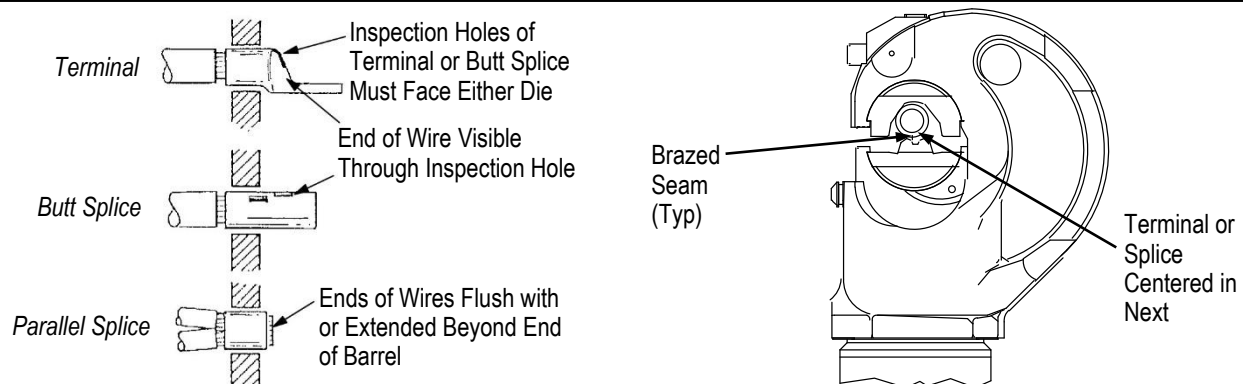 Terminal
Inspection Holes of
Terminal or Butt Splice
Must Face Either Die
End of Wire Visible
Through Inspection Hole
Butt Splice
Parallel Splice
Ends of Wires Flush with
or Extended Beyond End
of Barrel
Brazed
Seam
(Typ)
Terminal or
Splice
Centered in
Next